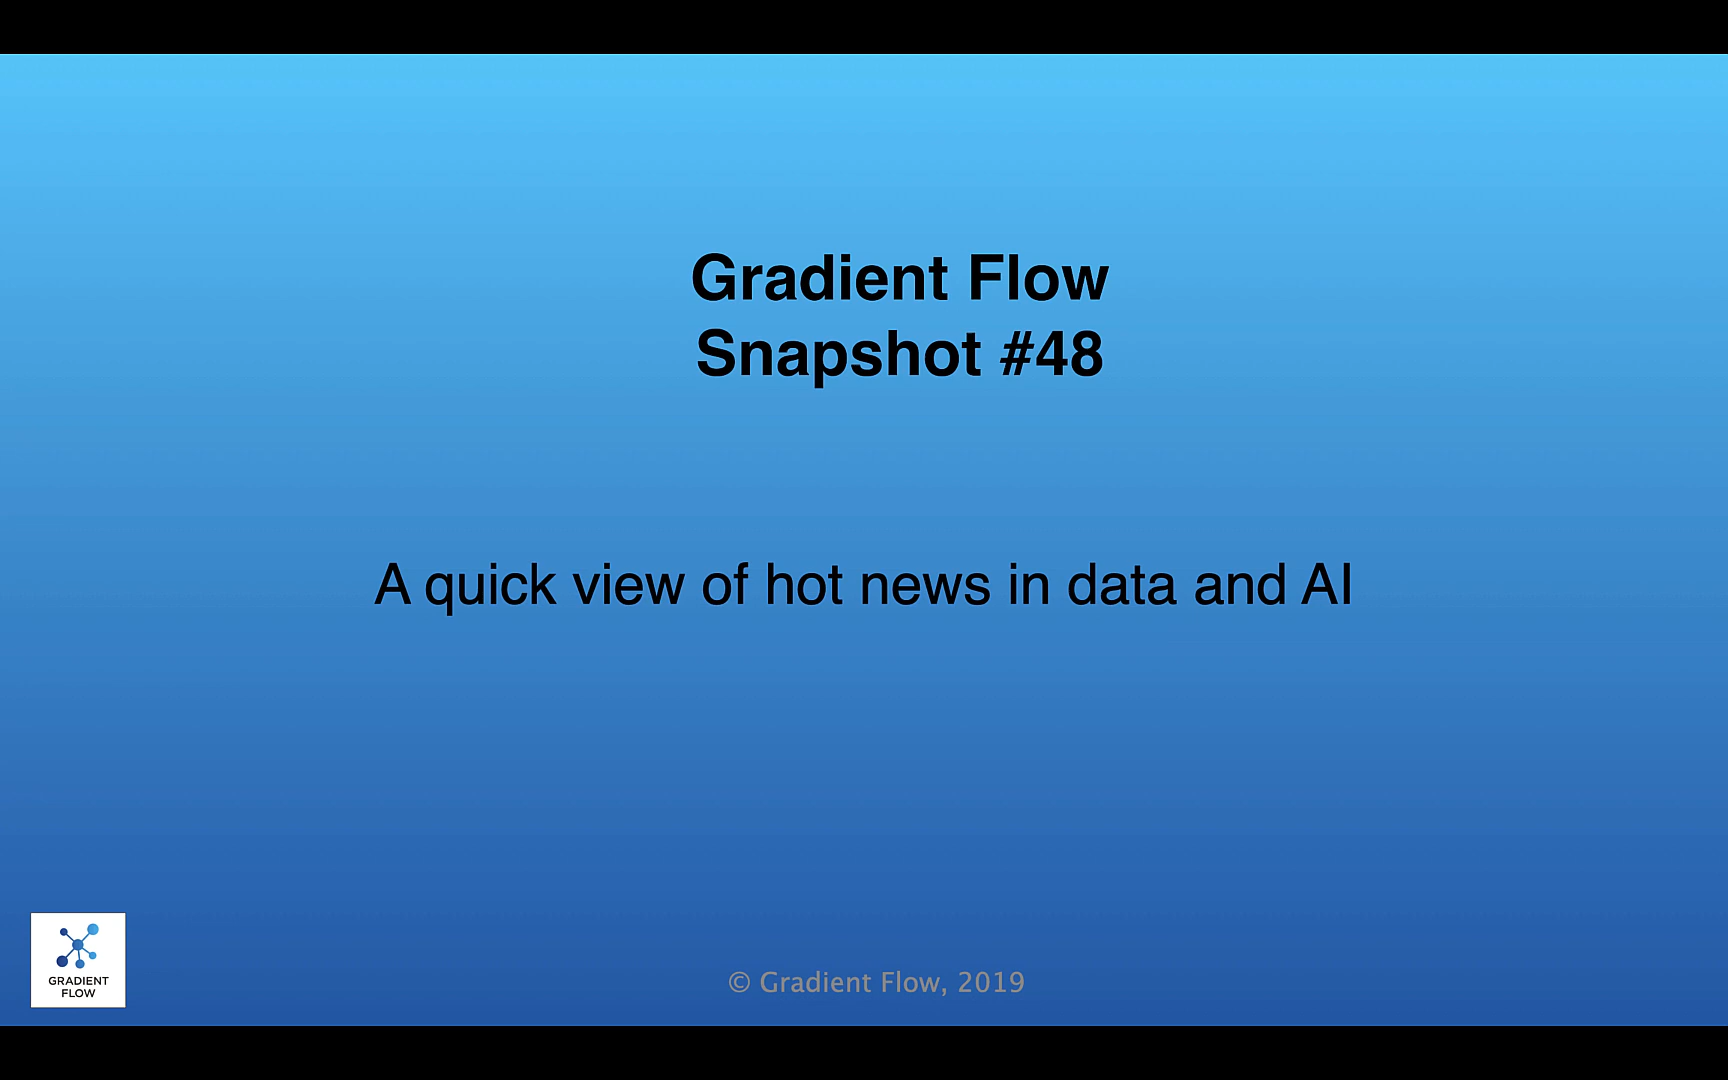 Gradient Flow
Snapshot #48
A quick view of hot news in data and AI
GRADIENT
FLOW
© Gradient Flow, 2019